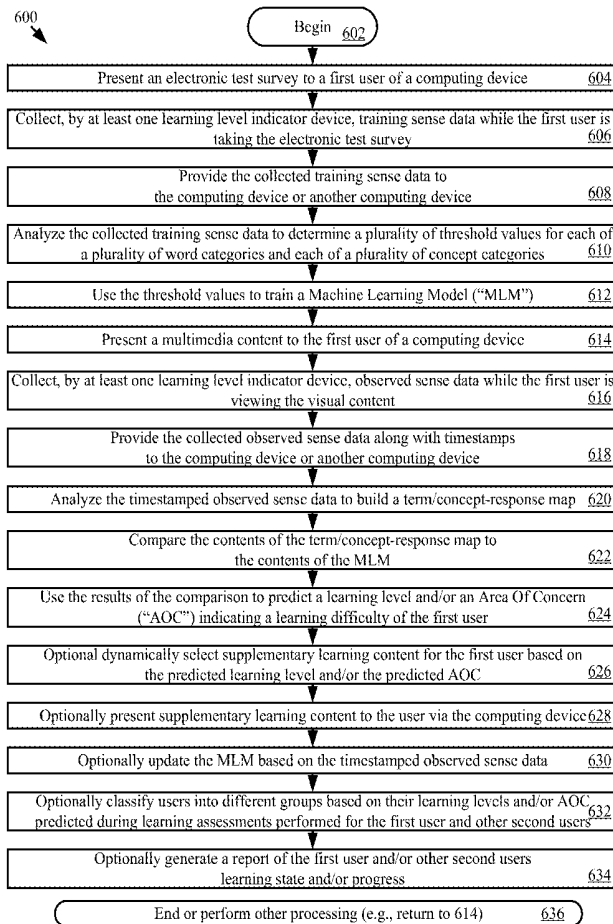 600
Begin
602
Present an electronic test survey to a first user of a computing device 604
Collect, by at least one learning level indicator device, training sense data while the first user is
taking the electronic test survey 606
Provide the collected training sense data to
the computing device or another computing device 608
Analyze the collected training sense data to determine a plurality of threshold values for each of
a plurality of word categories and each of a plurality of concept categories 610
Use the threshold values to train a Machine Learning Model (“MLM”) 612
Present a multimedia content to the first user of a computing device 614
Collect, by at least one learning level indicator device, observed sense data while the first user is
viewing the visual content 616
Provide the collected observed sense data along with timestamps
to the computing device or another computing device 618
Analyze the timestamped observed sense data to build a term/concept-response map 620
Compare the contents of the term/concept-response map to
the contents of the MLM 622
Use the results of the comparison to predict a learning level and/or an Area Of Concern
(“AOC”) indicating a learning difficulty of the first user 624
Optional dynamically select supplementary learning content for the first user based on
the predicted learning level and/or the predicted AOC 626
Optionally present supplementary learning content to the user via the computing device 628
Optionally update the MLM based on the timestamped observed sense data 630
Optionally classify users into different groups based on their learning levels and/or AOC
predicted during learning assessments performed for the first user and other second users 632
Optionally generate a report of the first user and/or other second users
learning state and/or progress 634
End or perform other processing (e.g., return to 614) 636